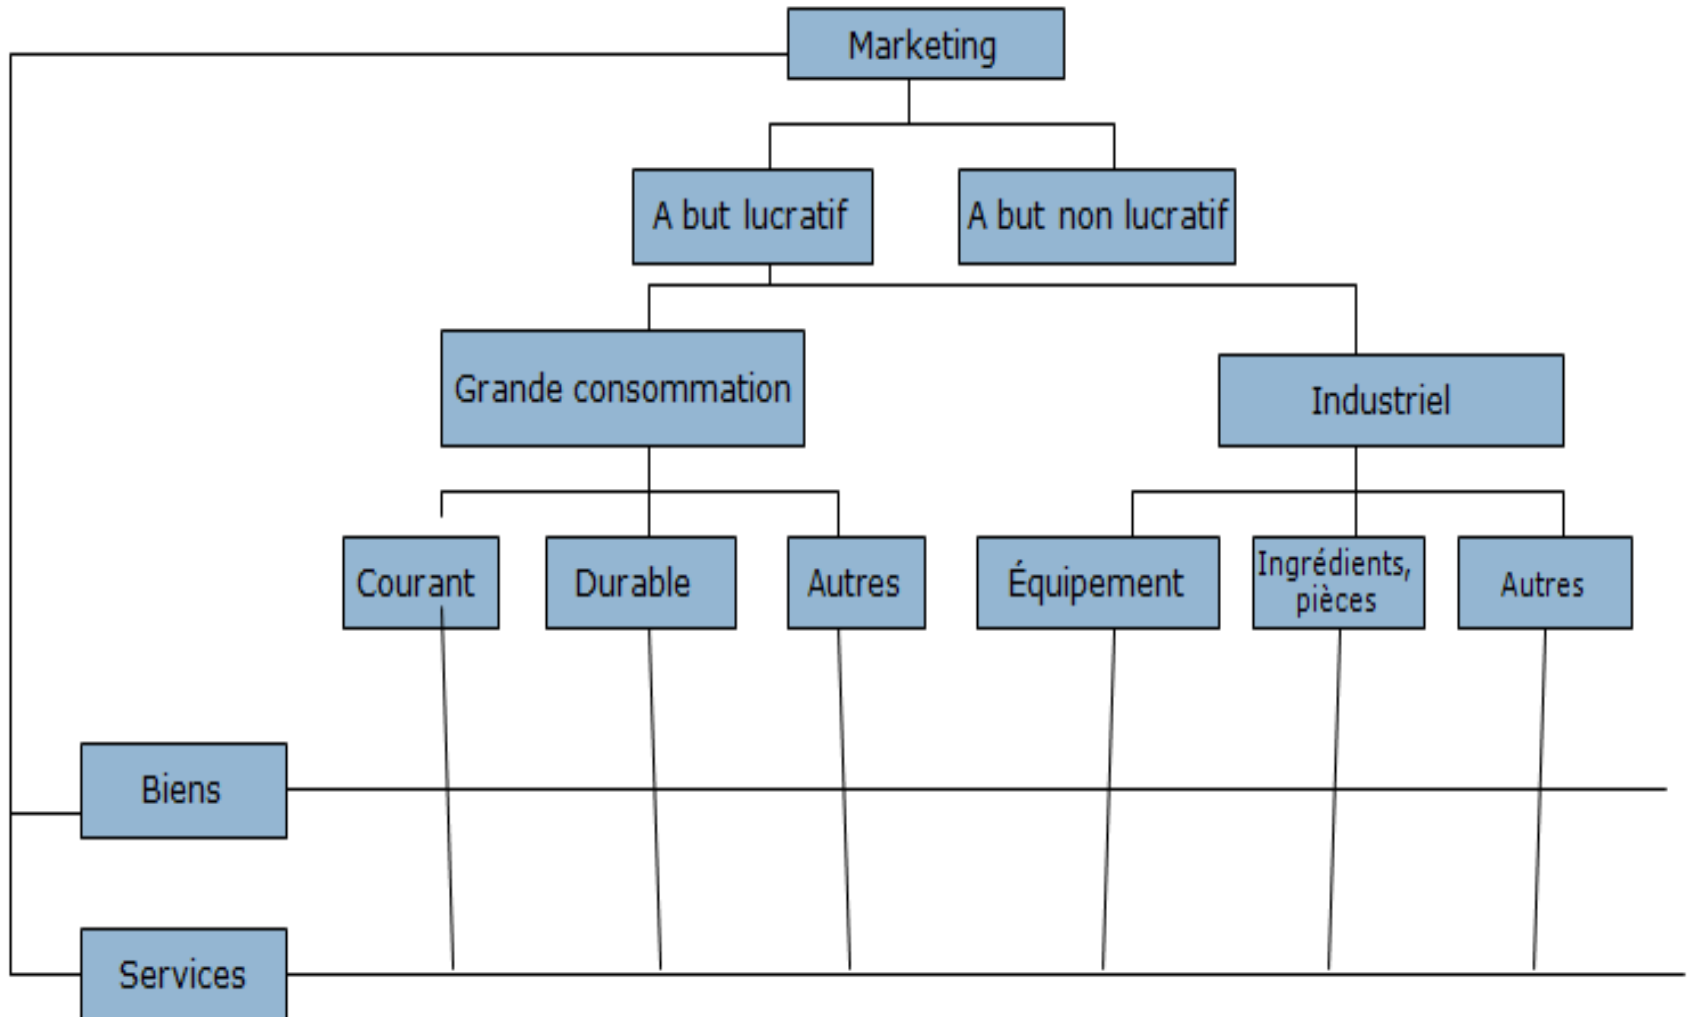 Marketing
A but lucratif
A but non lucratif
Grande consommation
Industriel
Courant
Durable
Autres
Équipement
Ingrédients,
pièces
Autres
Biens
Services